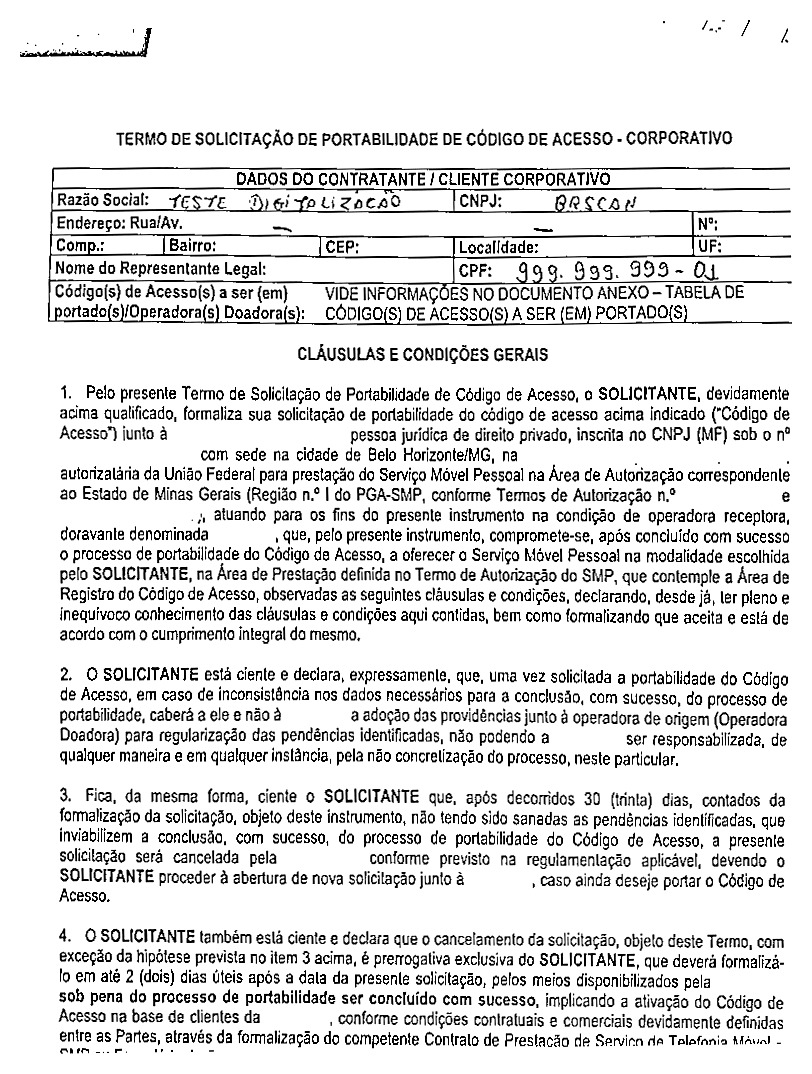 TERMO DE SOLICITAÇÃO DE PORTABILIDADE DE CÓDIGO DE ACESSO - CORPORATIVO
DADOS DO CONTRATANTE / CLIENTE CORPORATIVO
Razão Social: TESTE DIGITALIZACAO CNPJ: BRSCAN
Endereço: Rua/Av. — — Nº:
Comp.: Bairro: CEP: Localidade: UF:
Nome do Representante Legal: CPF: 999.999.999-01
Código(s) de Acesso(s) a ser (em) VIDE INFORMAÇÕES NO DOCUMENTO ANEXO – TABELA DE
portado(s)/Operadora(s) Doadora(s): CÓDIGO(S) DE ACESSO(S) A SER (EM) PORTADO(S)
CLÁUSULAS E CONDIÇÕES GERAIS
1. Pelo presente Termo de Solicitação de Portabilidade de Código de Acesso, o SOLICITANTE, devidamente
acima qualificado, formaliza sua solicitação de portabilidade do código de acesso acima indicado ("Código de
Acesso") junto à pessoa jurídica de direito privado, inscrita no CNPJ (MF) sob o nº
com sede na cidade de Belo Horizonte/MG, na
autorizatária da União Federal para prestação do Serviço Móvel Pessoal na Área de Autorização correspondente
ao Estado de Minas Gerais (Região n.º I do PGA-SMP, conforme Termos de Autorização n.º e
, atuando para os fins do presente instrumento na condição de operadora receptora,
doravante denominada , que, pelo presente instrumento, compromete-se, após concluído com sucesso
o processo de portabilidade do Código de Acesso, a oferecer o Serviço Móvel Pessoal na modalidade escolhida
pelo SOLICITANTE, na Área de Prestação definida no Termo de Autorização do SMP, que contemple a Área de
Registro do Código de Acesso, observadas as seguintes cláusulas e condições, declarando, desde já, ter pleno e
inequívoco conhecimento das cláusulas e condições aqui contidas, bem como formalizando que aceita e está de
acordo com o cumprimento integral do mesmo.
2. O SOLICITANTE está ciente e declara, expressamente, que, uma vez solicitada a portabilidade do Código
de Acesso, em caso de inconsistência nos dados necessários para a conclusão, com sucesso, do processo de
portabilidade, caberá a ele e não à a adoção das providências junto à operadora de origem (Operadora
Doadora) para regularização das pendências identificadas, não podendo a ser responsabilizada, de
qualquer maneira e em qualquer instância, pela não concretização do processo, neste particular.
3. Fica, da mesma forma, ciente o SOLICITANTE que, após decorridos 30 (trinta) dias, contados da
formalização da solicitação, objeto deste instrumento, não tendo sido sanadas as pendências identificadas, que
inviabilizem a conclusão, com sucesso, do processo de portabilidade do Código de Acesso, a presente
solicitação será cancelada pela conforme previsto na regulamentação aplicável, devendo o
SOLICITANTE proceder à abertura de nova solicitação junto à , caso ainda deseje portar o Código de
Acesso.
4. O SOLICITANTE também está ciente e declara que o cancelamento da solicitação, objeto deste Termo, com
exceção da hipótese prevista no item 3 acima, é prerrogativa exclusiva do SOLICITANTE, que deverá formalizá-
lo em até 2 (dois) dias úteis após a data da presente solicitação, pelos meios disponibilizados pela
sob pena do processo de portabilidade ser concluído com sucesso, implicando a ativação do Código de
Acesso na base de clientes da , conforme condições contratuais e comerciais devidamente definidas
entre as Partes, através da formalização do competente Contrato de Prestação de Serviço de Telefonia Móvel -